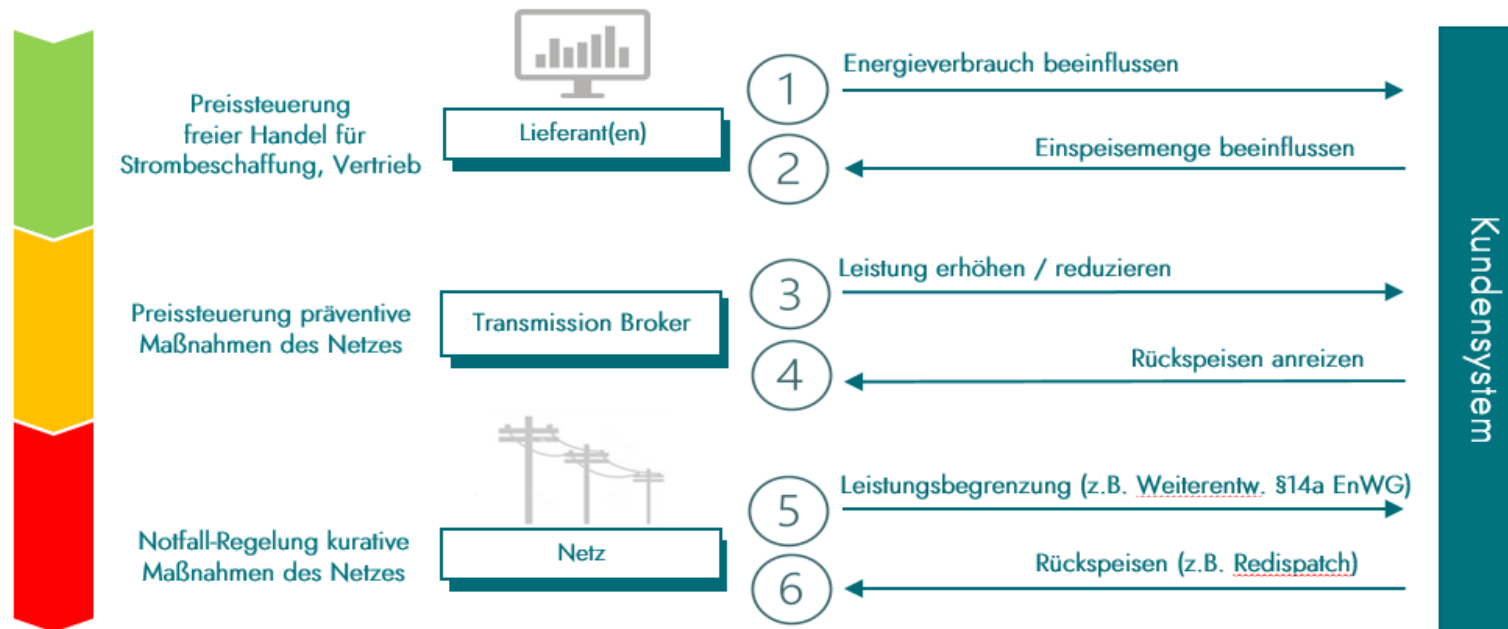 Preissteuerung
freier Handel für
Strombeschaffung, Vertrieb
Lieferant(en)
1
Energieverbrauch beeinflussen
2
Einspeisemenge beeinflussen
Preissteuerung präventive
Maßnahmen des Netzes
Transmission Broker
3
Leistung erhöhen / reduzieren
4
Rückspeisen anreizen
Notfall-Regelung kurative
Maßnahmen des Netzes
Netz
5
Leistungsbegrenzung (z.B. Weiterentw. §14a EnWG)
6
Rückspeisen (z.B. Redispatch)
Kundensystem